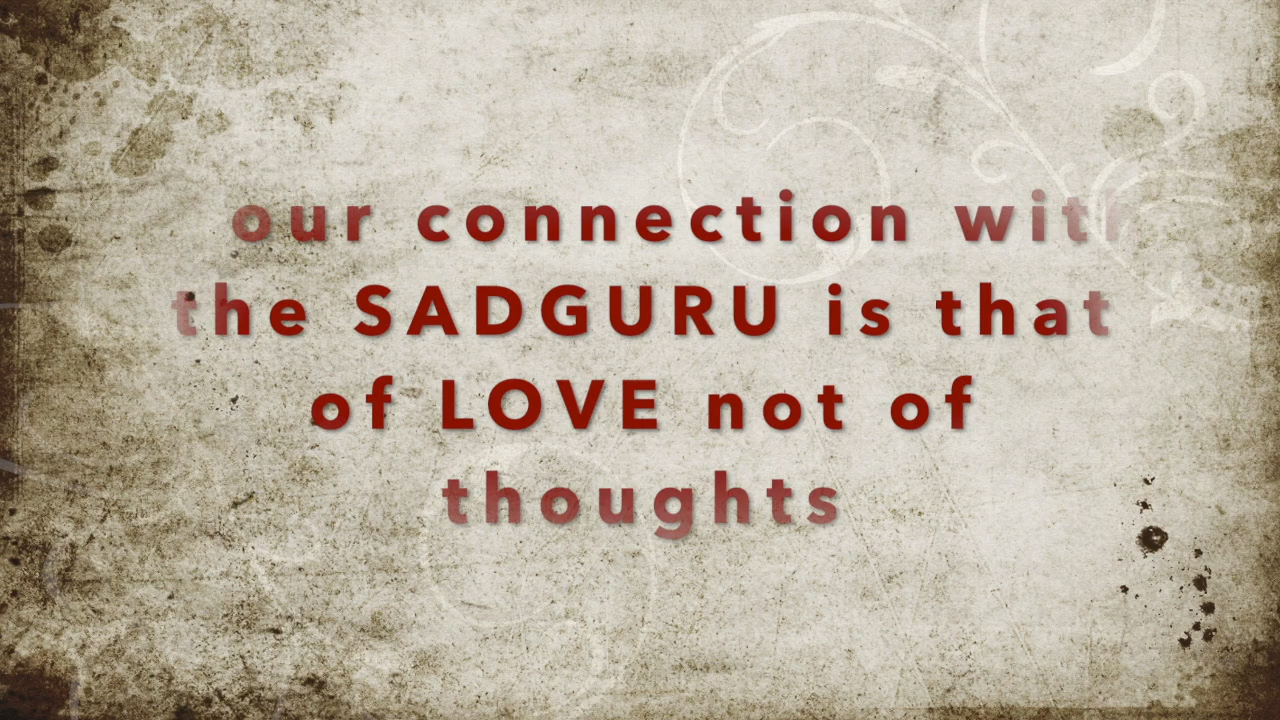 our connection with
the SADGURU is that
of LOVE not of
thoughts